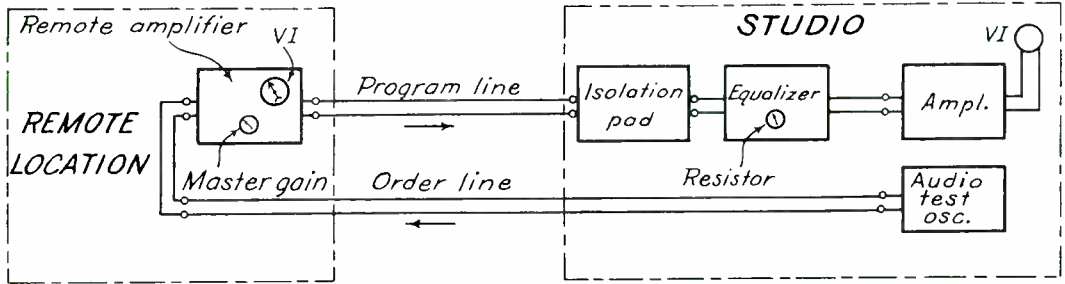 Remote amplifier
VI
REMOTE
LOCATION
Master gain
Program line
Order line
STUDIO
VI
Isolation
pad
Equalizer
Ampl.
Resistor
Audio
test
osc.